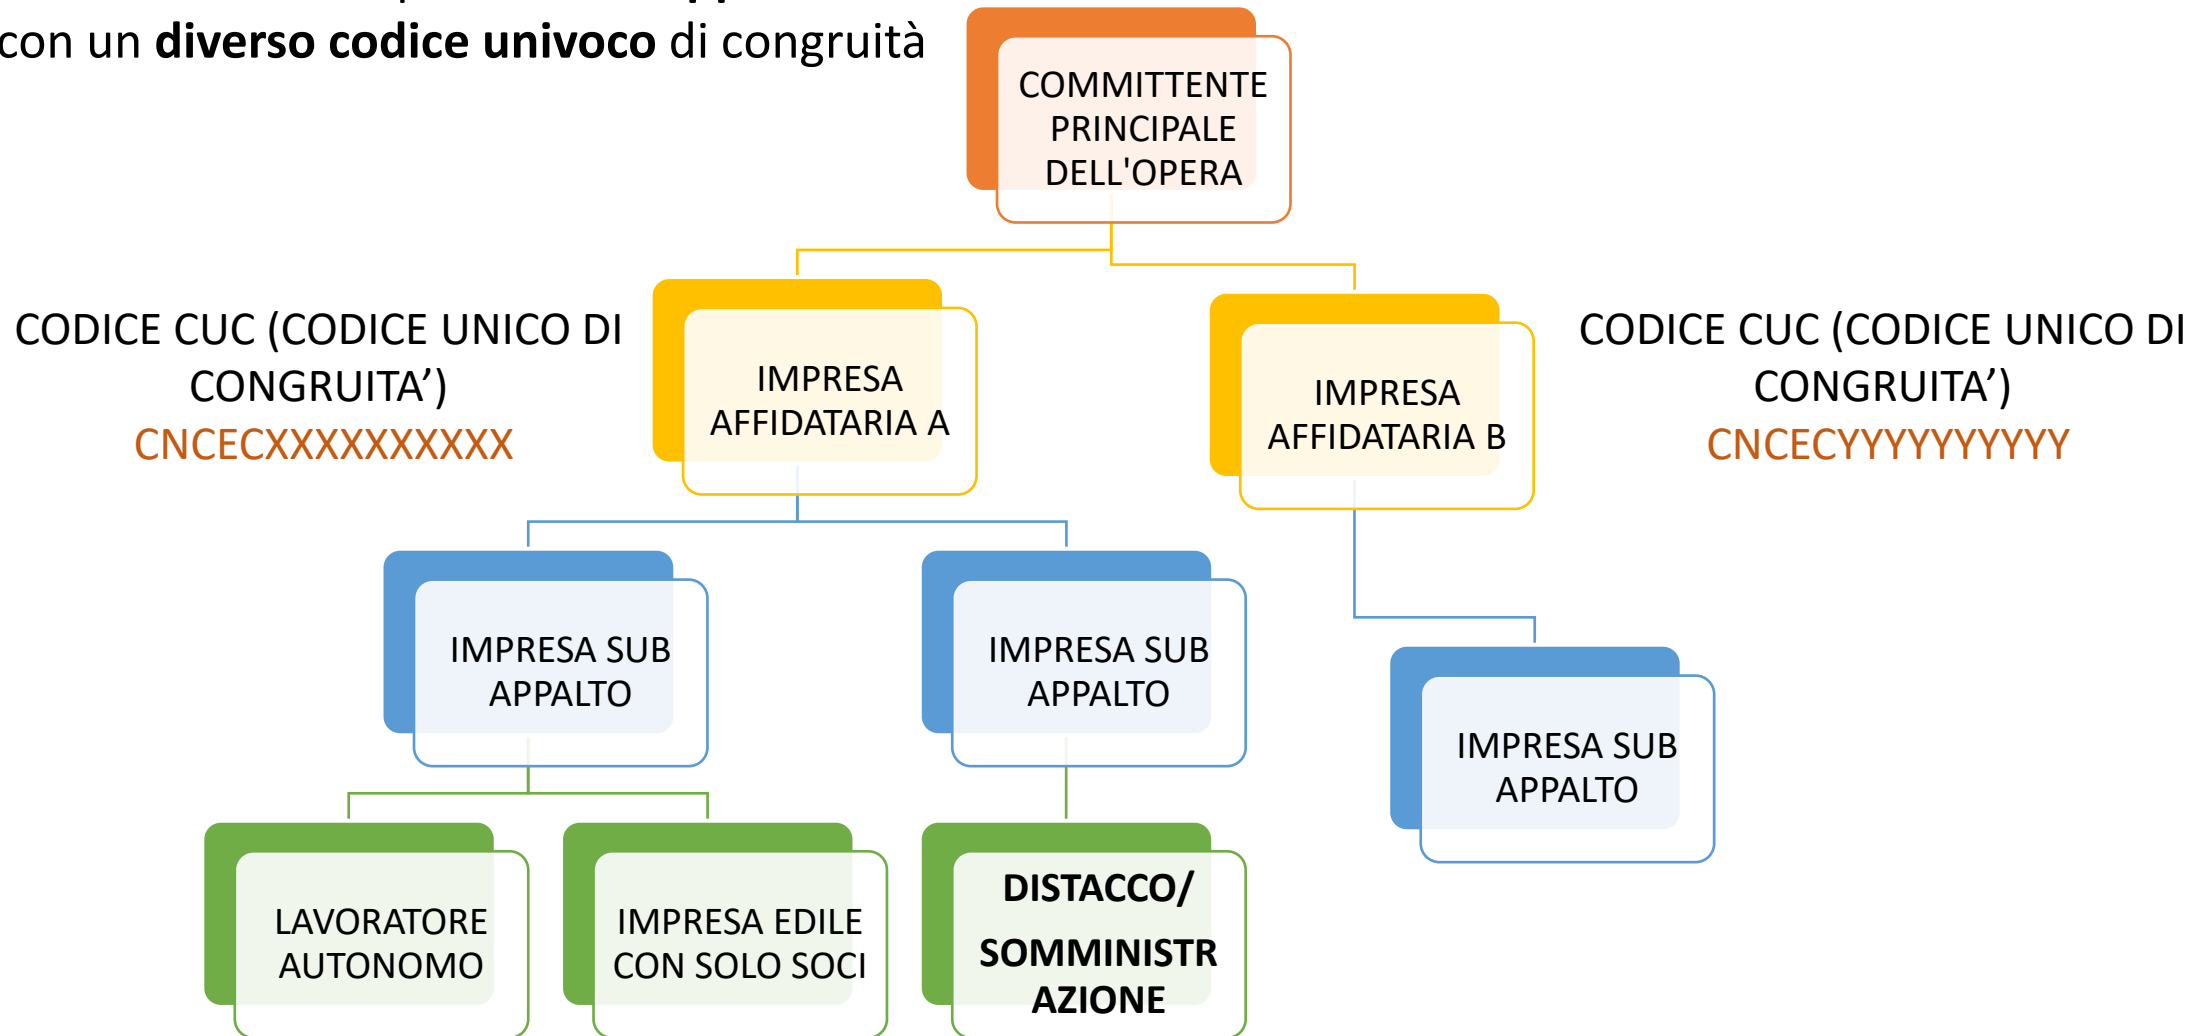 con un diverso codice univoco di congruità
COMMITTENTE
PRINCIPALE
DELL'OPERA
CODICE CUC (CODICE UNICO DI
CONGRUITA’)
CNCECXXXXXXXXXX
IMPRESA
AFFIDATARIA A
IMPRESA
AFFIDATARIA B
CODICE CUC (CODICE UNICO DI
CONGRUITA’)
CNCECYYYYYYYYYY
IMPRESA SUB
APPALTO
IMPRESA SUB
APPALTO
IMPRESA SUB
APPALTO
LAVORATORE
AUTONOMO
IMPRESA EDILE
CON SOLO SOCI
DISTACCO/
SOMMINISTR
AZIONE